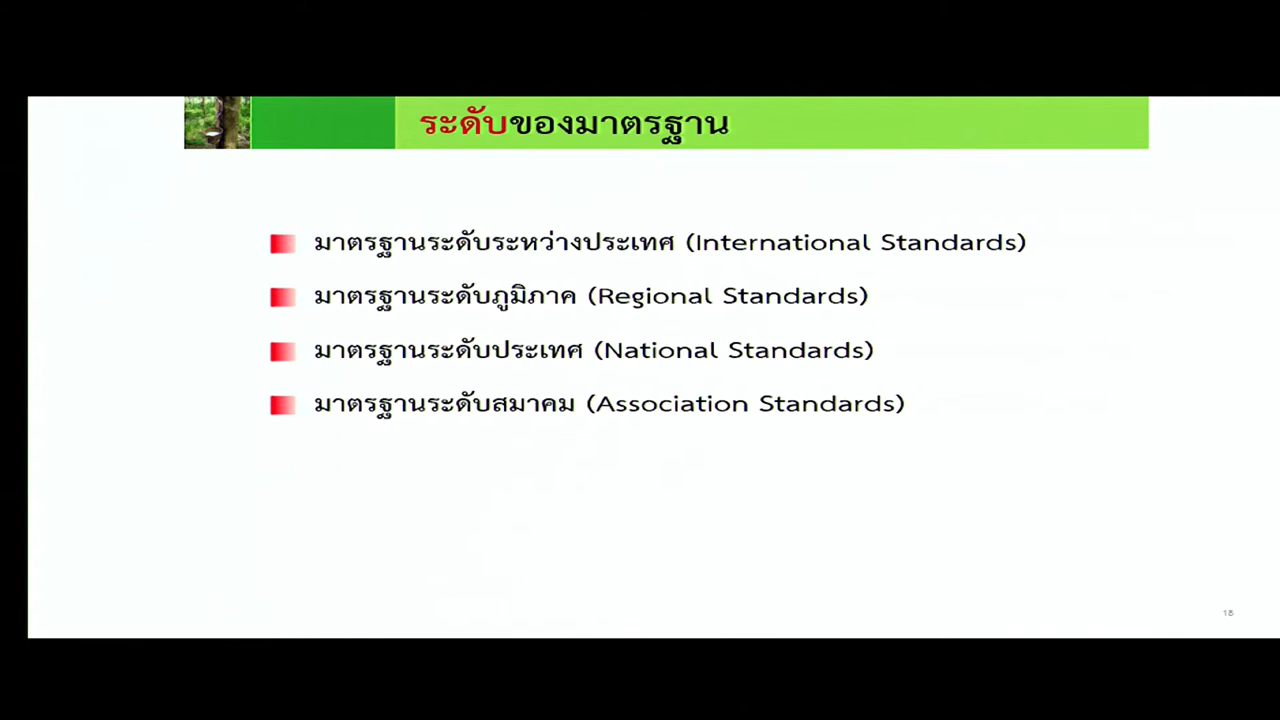 ระดับของมาตรฐาน
มาตรฐานระดับระหว่างประเทศ (International Standards)
มาตรฐานระดับภูมิภาค (Regional Standards)
มาตรฐานระดับประเทศ (National Standards)
มาตรฐานระดับสมาคม (Association Standards)
18